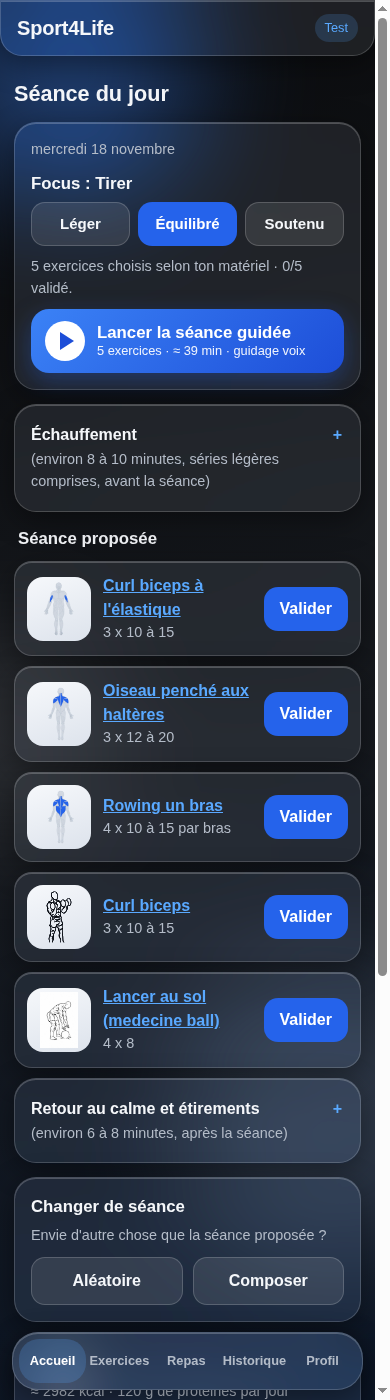 Sport4Life
Test
Séance du jour
mercredi 18 novembre
Focus : Tirer
Léger
Équilibré
Soutenu
5 exercices choisis selon ton matériel · 0/5
validé.
Lancer la séance guidée
5 exercices · ≈ 39 min · guidage voix
Échauffement
+
(environ 8 à 10 minutes, séries légères
comprises, avant la séance)
Séance proposée
Curl biceps à
l'élastique
3 x 10 à 15
Valider
Oiseau penché aux
haltères
3 x 12 à 20
Valider
Rowing un bras
4 x 10 à 15 par bras
Valider
Curl biceps
3 x 10 à 15
Valider
Lancer au sol
(medecine ball)
4 x 8
Valider
Retour au calme et étirements
+
(environ 6 à 8 minutes, après la séance)
Changer de séance
Envie d'autre chose que la séance proposée ?
Aléatoire
Composer
Accueil
Exercices
Repas
Historique
Profil
≈ 2982 kcal · 120 g de protéines par jour